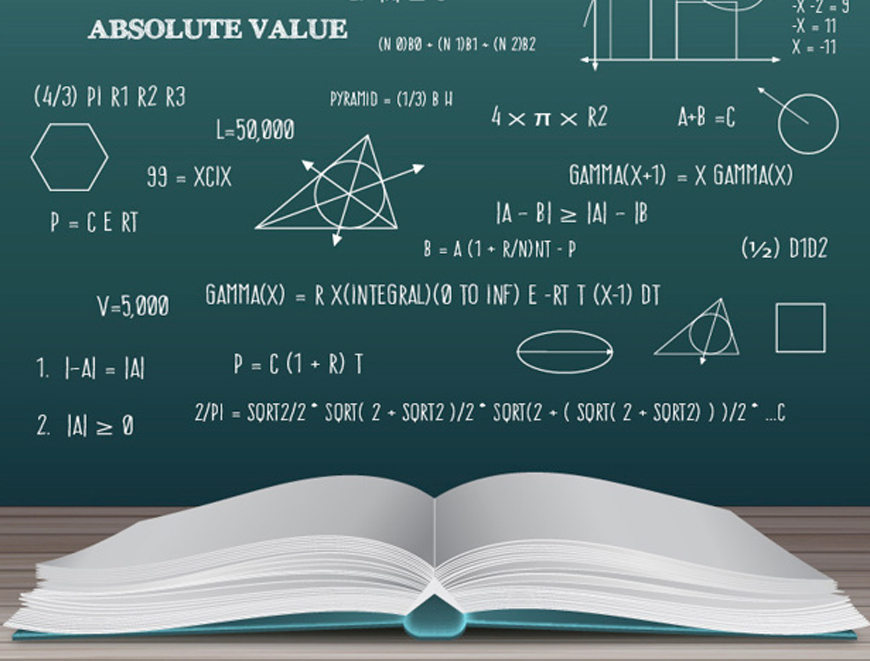 -X -2 = 9
ABSOLUTE VALUE
-X = 11
(N 0)B0 + (N 1)B1 ~ (N 2)B2
X = -11
(4/3) PI R1 R2 R3
PYRAMID = (1/3) B H
4 × π × R2
A+B =C
L=50,000
99 = XCIX
GAMMA(X+1) = X GAMMA(X)
P = C E RT
|A - B| ≥ |A| - |B
B = A (1 + R/N)NT - P
(½) D1D2
V=5,000
GAMMA(X) = R X(INTEGRAL)(0 TO INF) E -RT T (X-1) DT
1. |-A| = |A|
P = C (1 + R) T
2/PI = SQRT2/2 * SQRT( 2 + SQRT2 )/2 * SQRT(2 + ( SQRT( 2 + SQRT2) ) )/2 * ...C
2. |A| ≥ 0